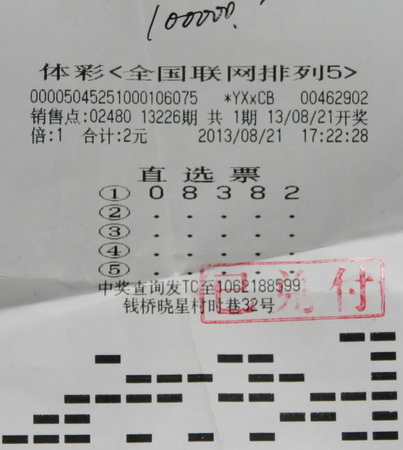 100000.
体彩<全国联网排列5>
00005045251000106075 *YXxCB 00462902
销售点:02480 13226期 共 1期 13/08/21开奖
倍:1 合计:2元 2013/08/21 17:22:28
直选票
① 0 8 3 8 2
② . . . . .
③ . . . . .
④ . . . . .
⑤ . . . . .
中奖查询发TC至1062188599
已兑付
钱桥晓星村时巷32号